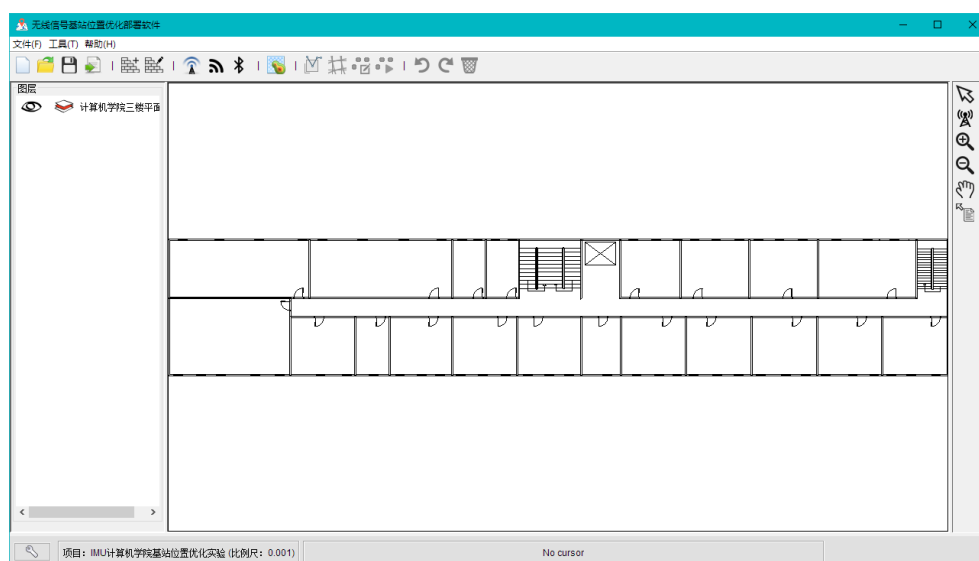 无线信号基站位置优化部署软件
文件(F) 工具(T) 帮助(H)
图层
计算机学院三楼平面
项目: IMU计算机学院基站位置优化实验 (比例尺: 0.001)
No cursor